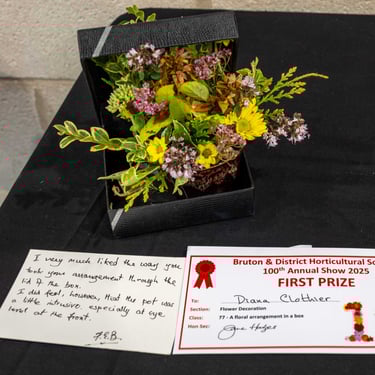 I very much liked the way you
took your arrangement through the
lid of the box.
I did feel, however, that the pot was
a little intrusive, especially at eye
level at the front.
Bruton & District Horticultural So
100th Annual Show 2025
FIRST PRIZE
To: Diana Clothier
Section: Flower Decoration
Class: 77 - A floral arrangement in a box
Hon Sec:
1